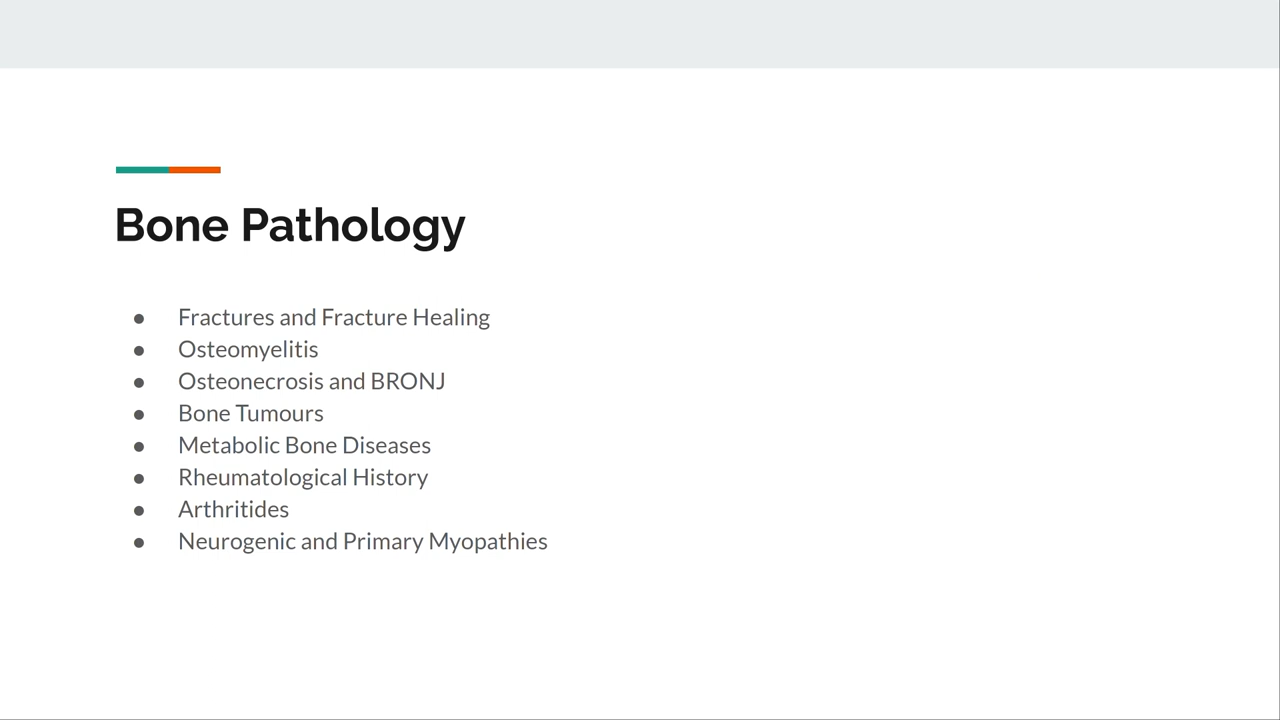 Bone Pathology
● Fractures and Fracture Healing
● Osteomyelitis
● Osteonecrosis and BRONJ
● Bone Tumours
● Metabolic Bone Diseases
● Rheumatological History
● Arthritides
● Neurogenic and Primary Myopathies